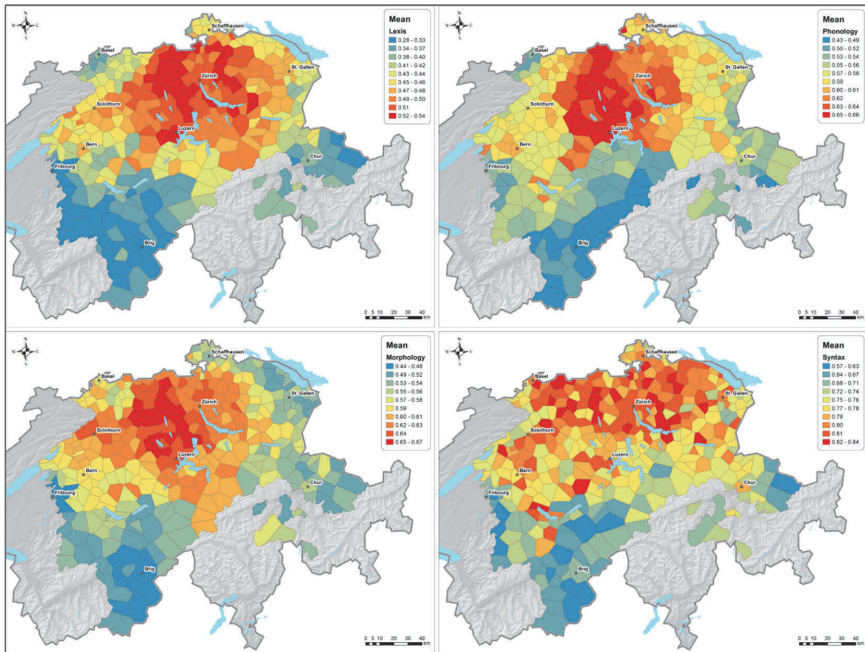 Mean
Lexis
0.28 - 0.33
0.34 - 0.37
0.38 - 0.40
0.41 - 0.42
0.43 - 0.44
0.45 - 0.46
0.47 - 0.48
0.49 - 0.50
0.51
0.52 - 0.54
N
W
E
S
Schaffhausen
Basel
Zürich
St. Gallen
Solothurn
Luzern
Bern
Fribourg
Chur
Brig
0 5 10 20 30 40
km
Mean
Phonology
0.43 - 0.49
0.50 - 0.52
0.53 - 0.54
0.55 - 0.56
0.57 - 0.58
0.59
0.60 - 0.61
0.62
0.63 - 0.64
0.65 - 0.66
N
W
E
S
Schaffhausen
Basel
Zürich
St. Gallen
Solothurn
Luzern
Bern
Fribourg
Chur
Brig
0 5 10 20 30 40
km
Mean
Morphology
0.44 - 0.48
0.49 - 0.52
0.53 - 0.54
0.55 - 0.56
0.57 - 0.58
0.59
0.60 - 0.61
0.62 - 0.63
0.64
0.65 - 0.67
N
W
E
S
Schaffhausen
Basel
Zürich
St. Gallen
Solothurn
Luzern
Bern
Fribourg
Chur
Brig
0 5 10 20 30 40
km
Mean
Syntax
0.57 - 0.63
0.64 - 0.67
0.68 - 0.71
0.72 - 0.74
0.75 - 0.76
0.77 - 0.78
0.79
0.80
0.81
0.82 - 0.84
N
W
E
S
Schaffhausen
Basel
Zürich
St. Gallen
Solothurn
Luzern
Bern
Fribourg
Chur
Brig
0 5 10 20 30 40
km